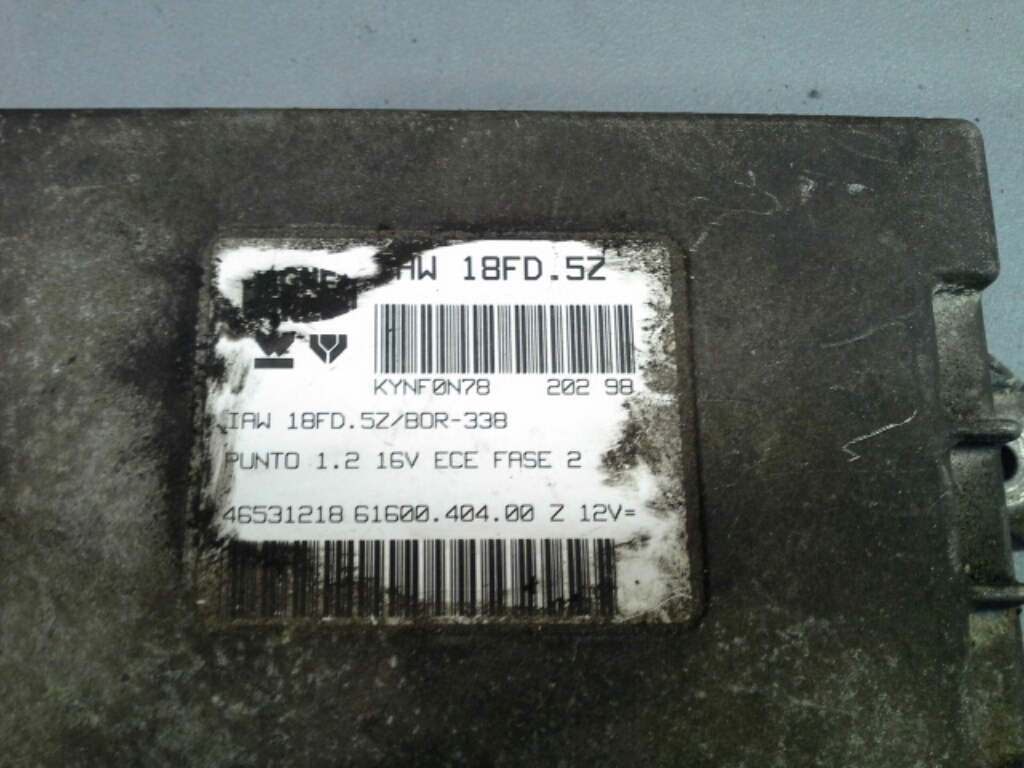 IAW 18FD.5Z
KYNF0N78 202 98
IAW 18FD.5Z/BOR-338
PUNTO 1.2 16V ECE FASE 2
46531218 61600.404.00 Z 12V=